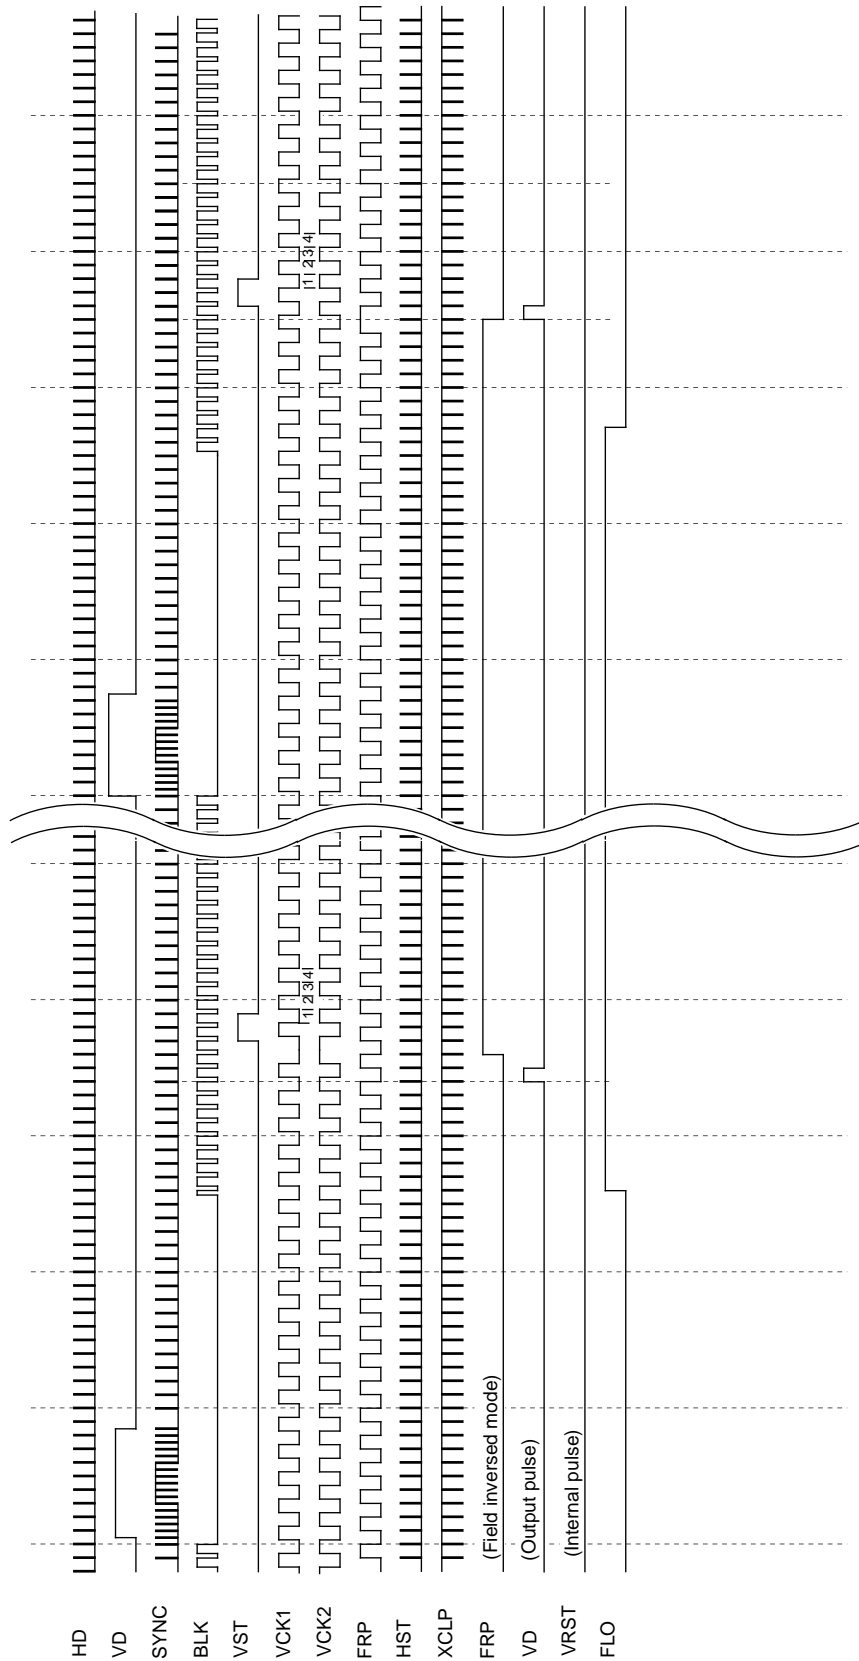 HD
VD
SYNC
BLK
VST
VCK1
VCK2
1 2 3 4
1 2 3 4
FRP
HST
XCLP
FRP (Field inversed mode)
VD (Output pulse)
VRST (Internal pulse)
FLO